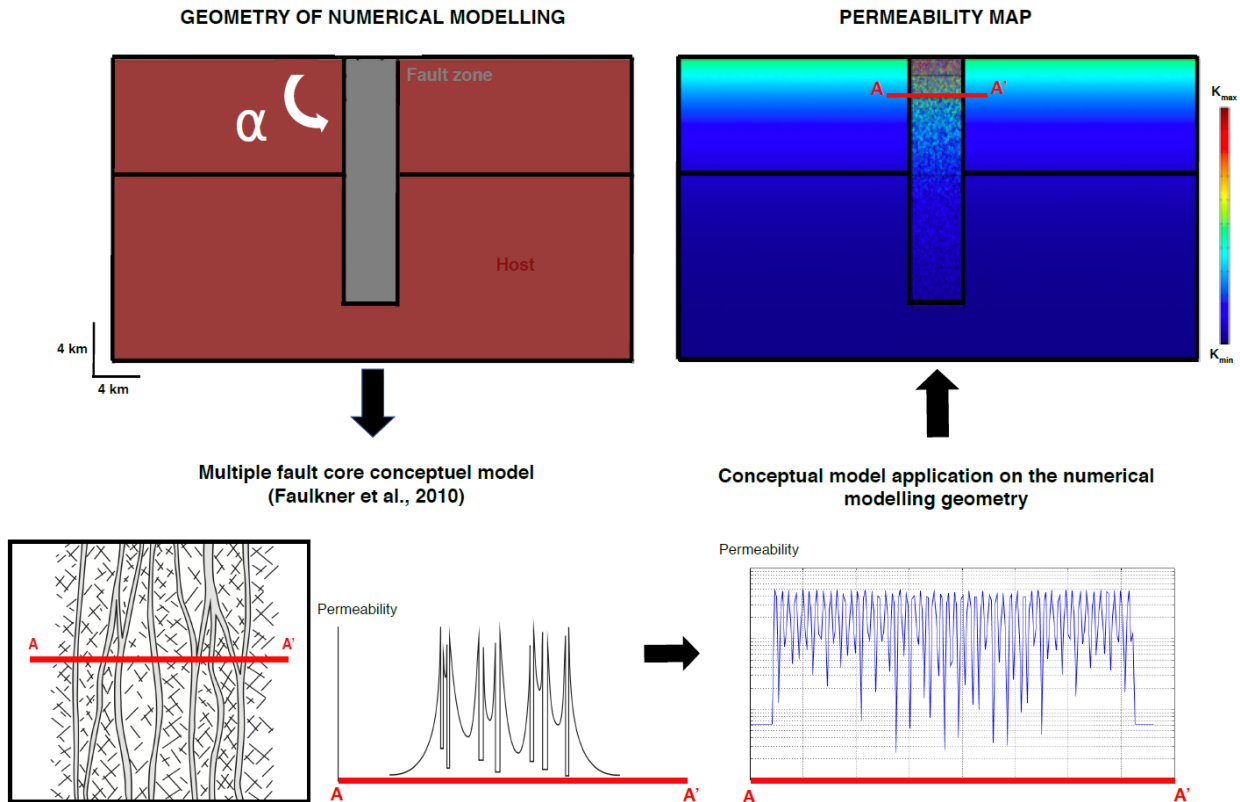 GEOMETRY OF NUMERICAL MODELLING
Fault zone
α
Host
4 km
4 km
PERMEABILITY MAP
A
A'
Kmax
Kmin
Multiple fault core conceptuel model
(Faulkner et al., 2010)
Conceptual model application on the numerical
modelling geometry
A
A'
Permeability
A
A'
Permeability
A
A'